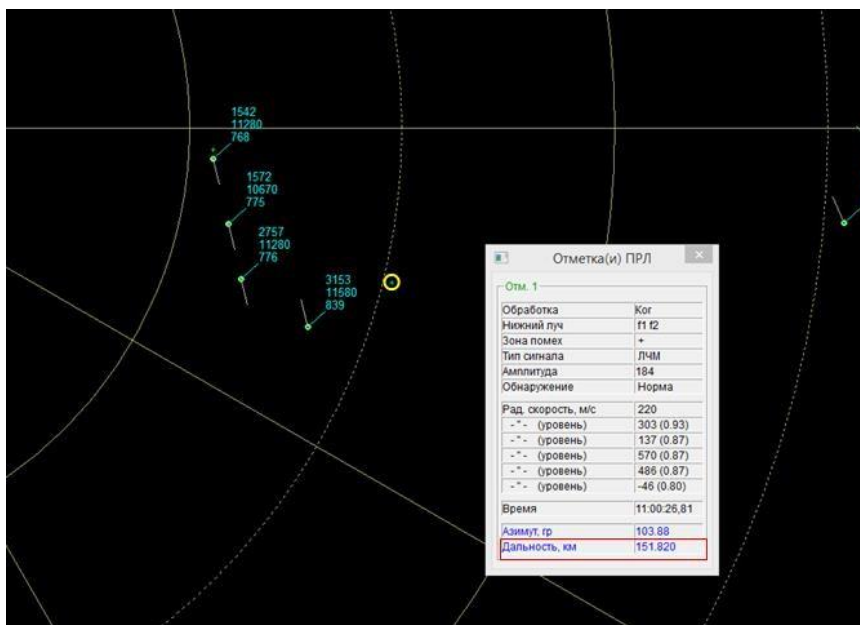 1542
11280
768
1572
10670
775
2757
11280
776
3153
11580
839
Отметка(и) ПРЛ
Отм. 1
Обработка Ког
Нижний луч f1 f2
Зона помех +
Тип сигнала ЛЧМ
Амплитуда 184
Обнаружение Норма
Рад. скорость, м/с 220
- " - (уровень) 303 (0.93)
- " - (уровень) 137 (0.87)
- " - (уровень) 570 (0.87)
- " - (уровень) 486 (0.87)
- " - (уровень) -46 (0.80)
Время 11:00:26,81
Азимут, гр 103.88
Дальность, км 151.820